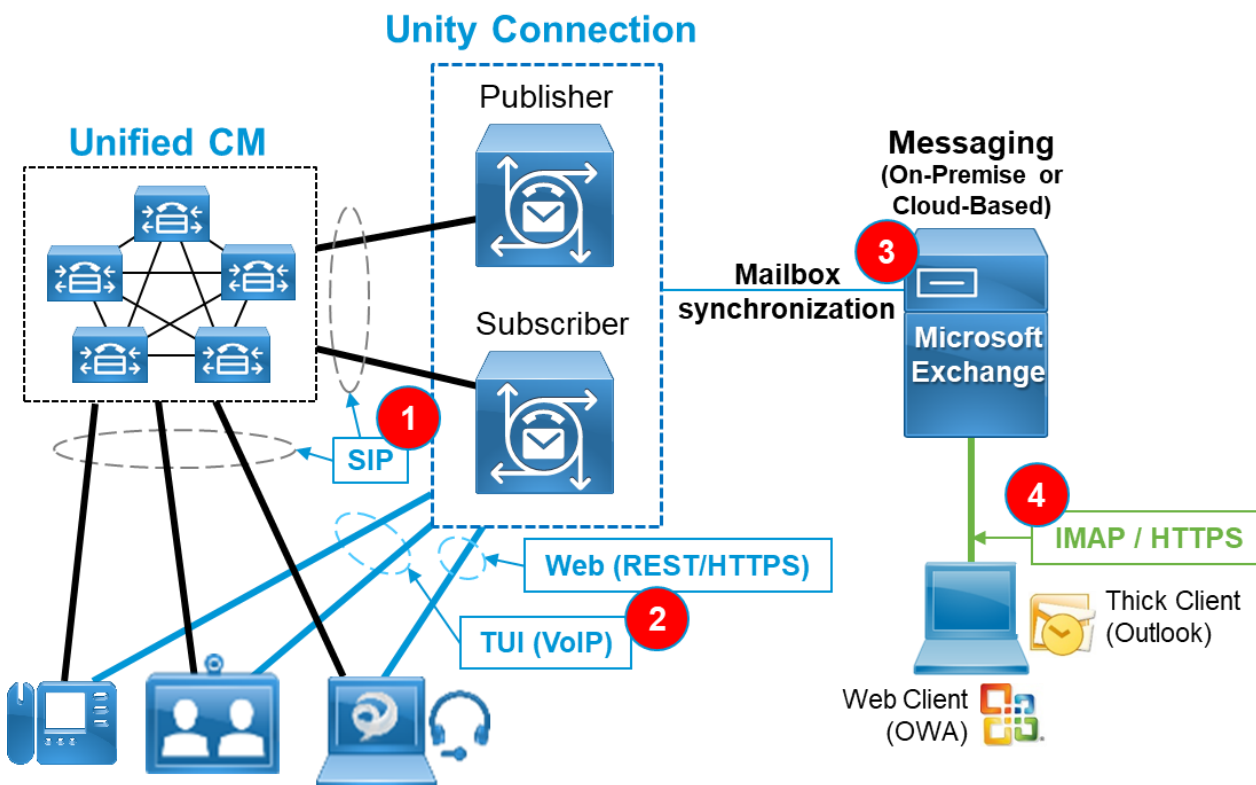 Unity Connection
Publisher
Unified CM
Messaging
(On-Premise or
Cloud-Based)
3
Mailbox
synchronization
Subscriber
Microsoft
Exchange
1
SIP
4
IMAP / HTTPS
Web (REST/HTTPS)
2
TUI (VoIP)
Thick Client
(Outlook)
Web Client
(OWA)